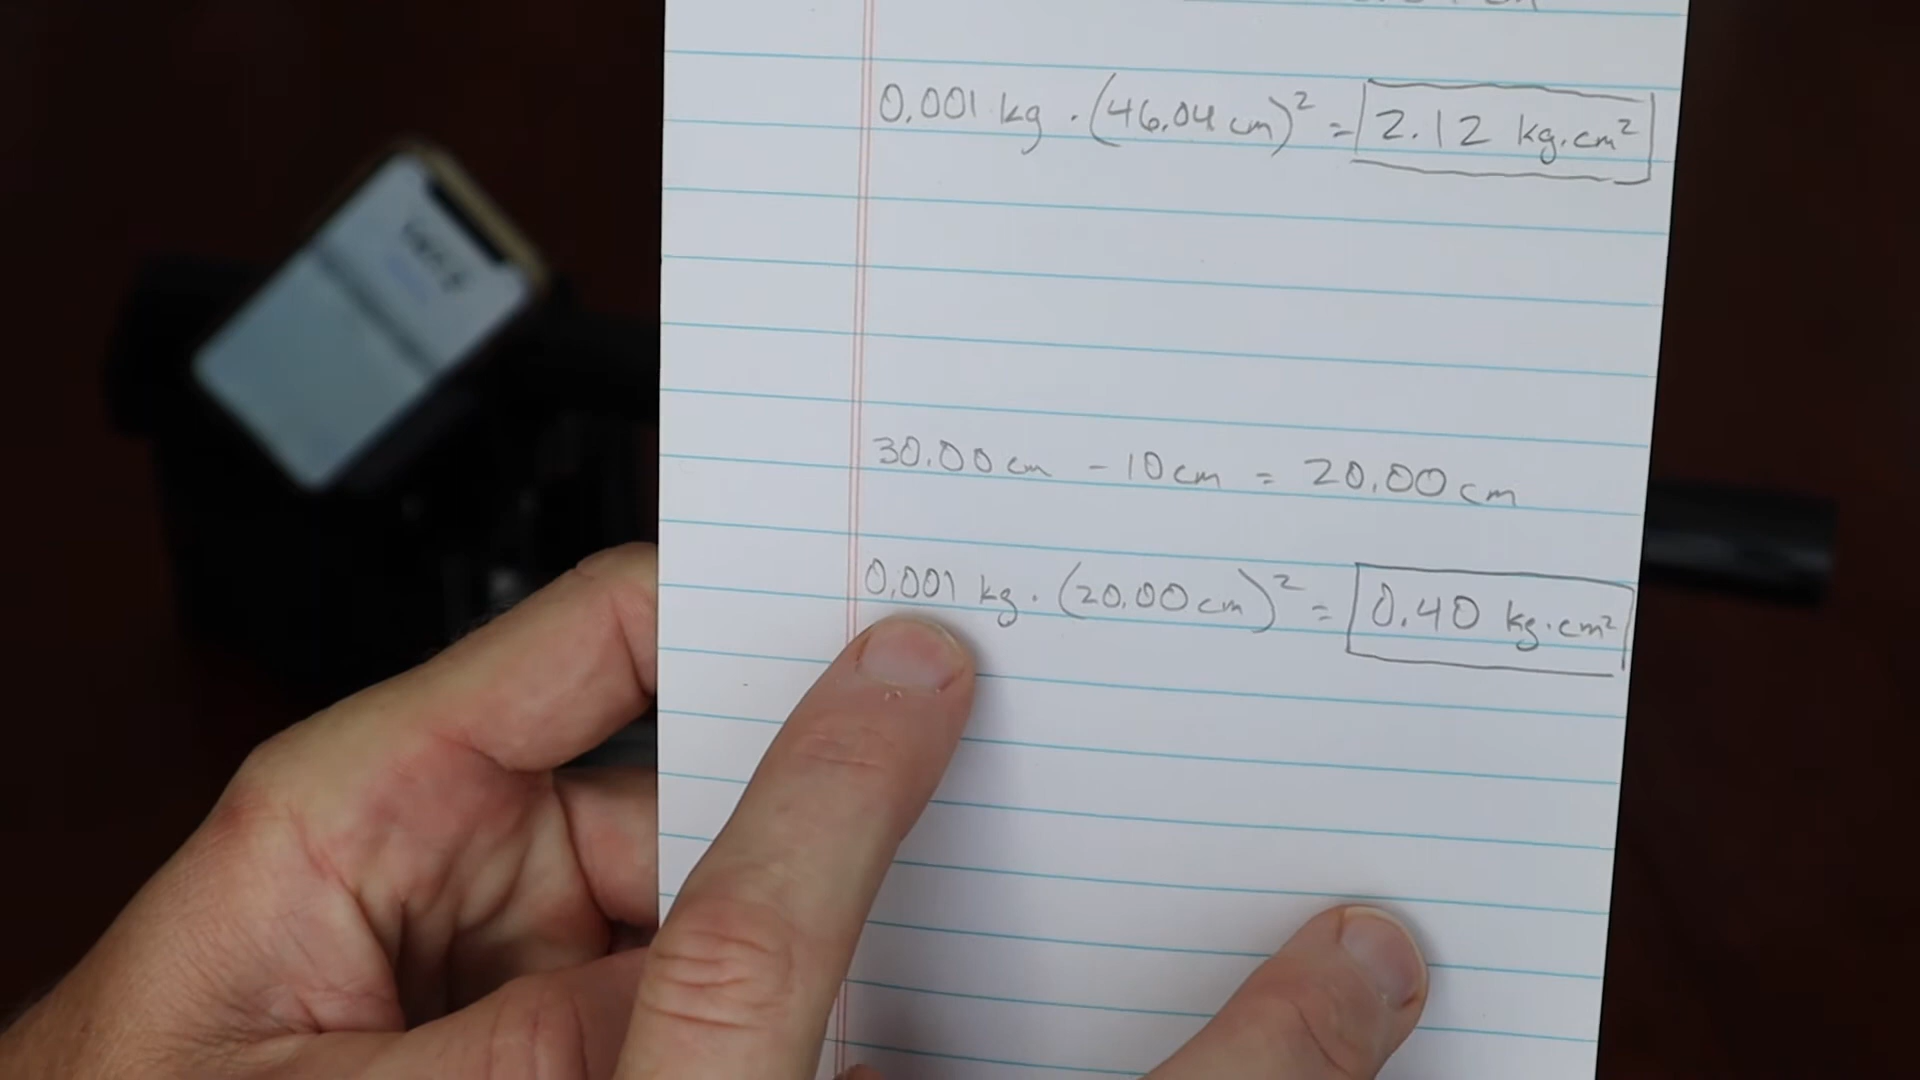 0.001 kg · (46.04 cm)² = 2.12 kg·cm²
30.00 cm - 10 cm = 20.00 cm
0.001 kg · (20.00 cm)² = 0.40 kg·cm²